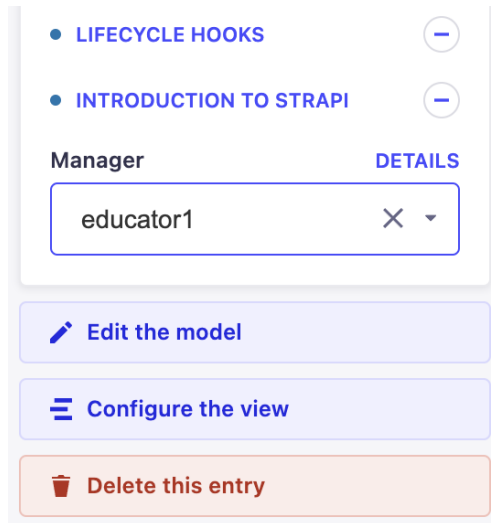 LIFECYCLE HOOKS
INTRODUCTION TO STRAPI
Manager DETAILS
educator1
Edit the model
Configure the view
Delete this entry